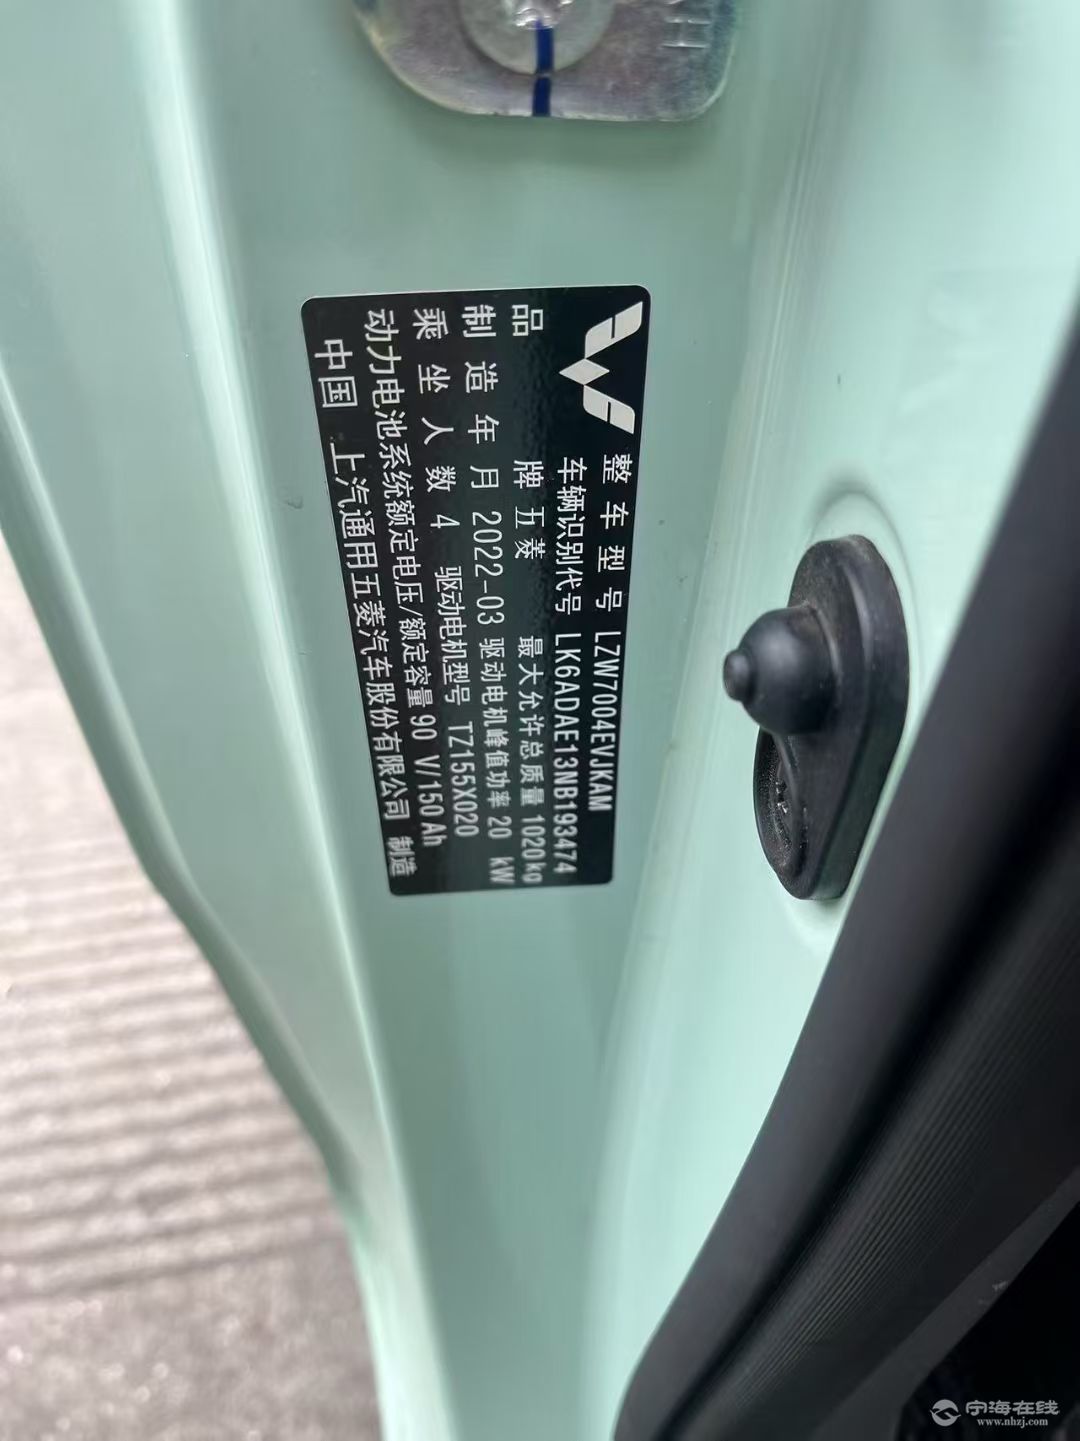 整车型号 LZW7004EVJKAM
车辆识别代号 LK6ADAE13NB193474
品牌 五菱 最大允许总质量 1020kg
制造年月 2022-03 驱动电机峰值功率 20 kW
乘坐人数 4 驱动电机型号 TZ155X020
动力电池系统额定电压/额定容量 90 V/150 Ah
中国 上汽通用五菱汽车股份有限公司 制造
宁海在线
www.nhzj.com